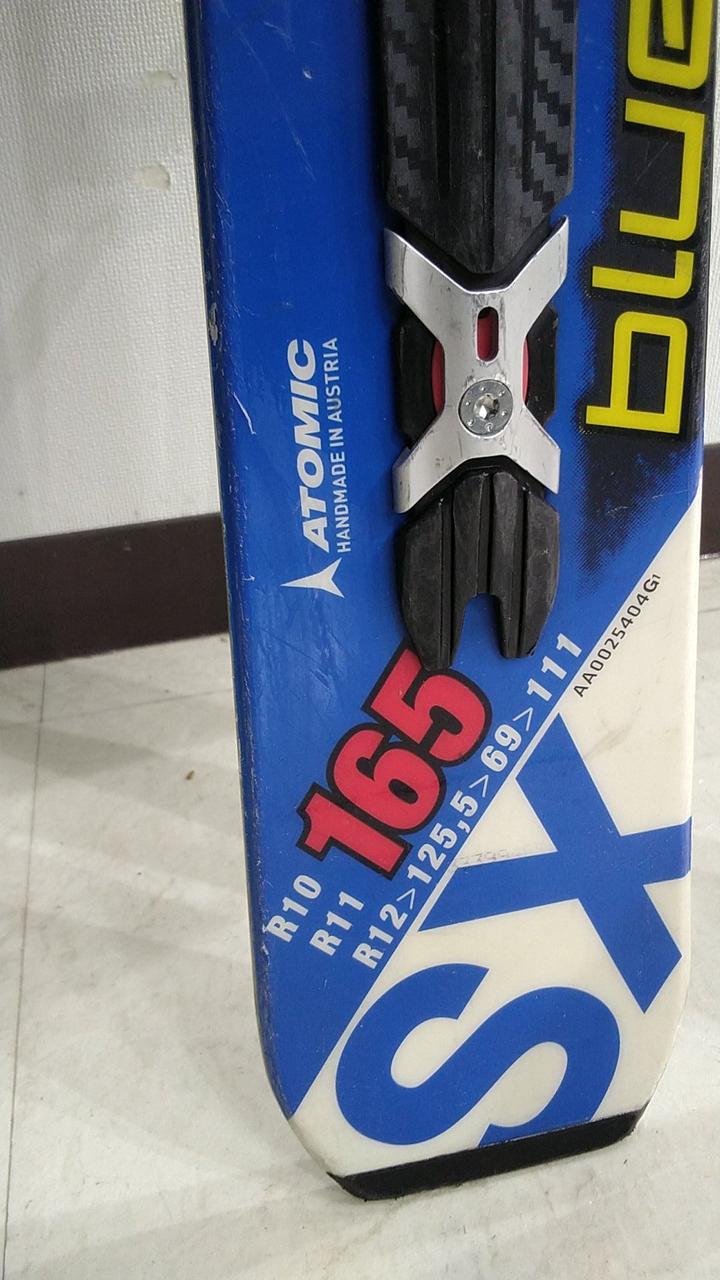 blue
ATOMIC
HANDMADE IN AUSTRIA
AA0025404G1
165
R10
R11
R12>125,5>69>111
SX